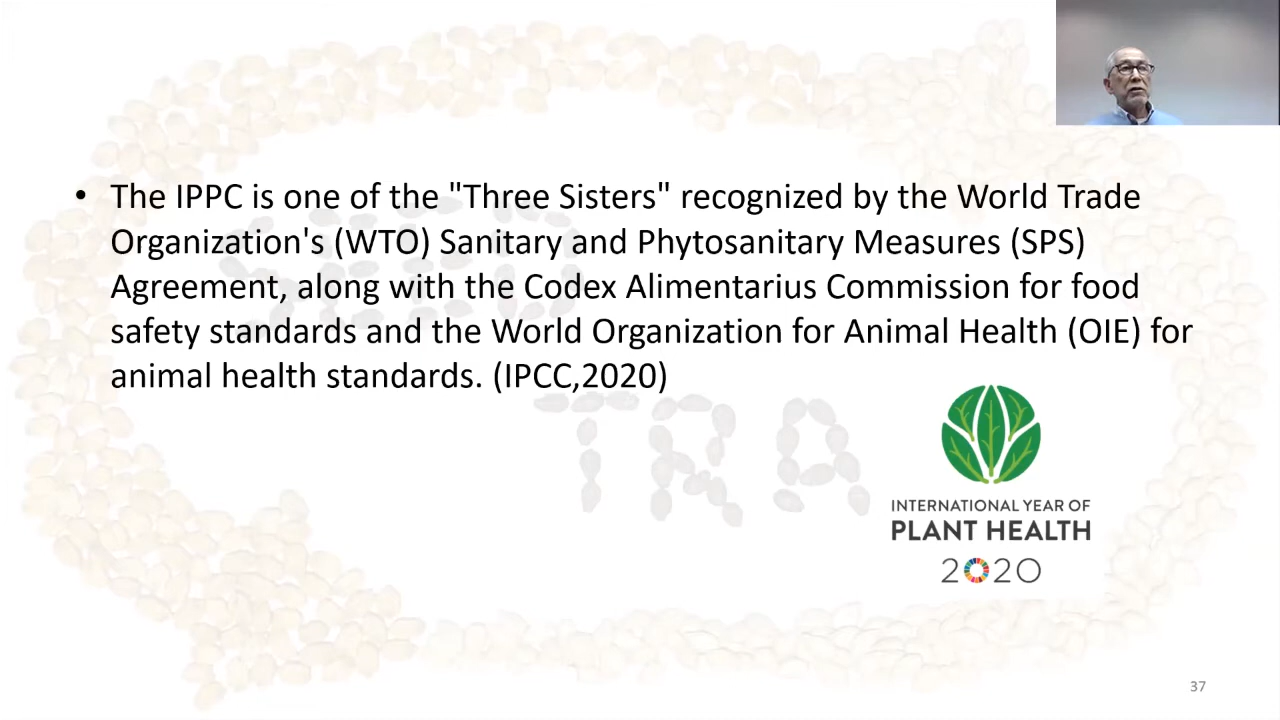 • The IPPC is one of the "Three Sisters" recognized by the World Trade
Organization's (WTO) Sanitary and Phytosanitary Measures (SPS)
Agreement, along with the Codex Alimentarius Commission for food
safety standards and the World Organization for Animal Health (OIE) for
animal health standards. (IPCC,2020)
SEED
TRA
INTERNATIONAL YEAR OF
PLANT HEALTH
2020
37